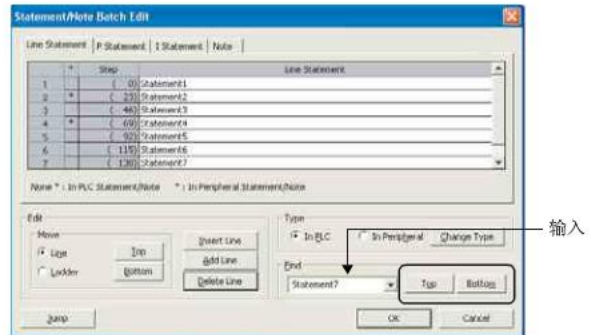 Statement/Note Batch Edit
Line Statement P Statement I Statement Note
* Step Line Statement
1 ( 0) Statement1
2 * ( 23) Statement2
3 ( 46) Statement3
4 * ( 69) Statement4
5 ( 92) Statement5
6 ( 115) Statement6
7 ( 138) Statement7
None * : In PLC Statement/Note * : In Peripheral Statement/Note
Edit
Move
Line Top
Ladder Bottom
Insert Line
Add Line
Delete Line
Type
In PLC In Peripheral Change Type
输入
Find
Statement7 Top Bottom
Jump OK Cancel